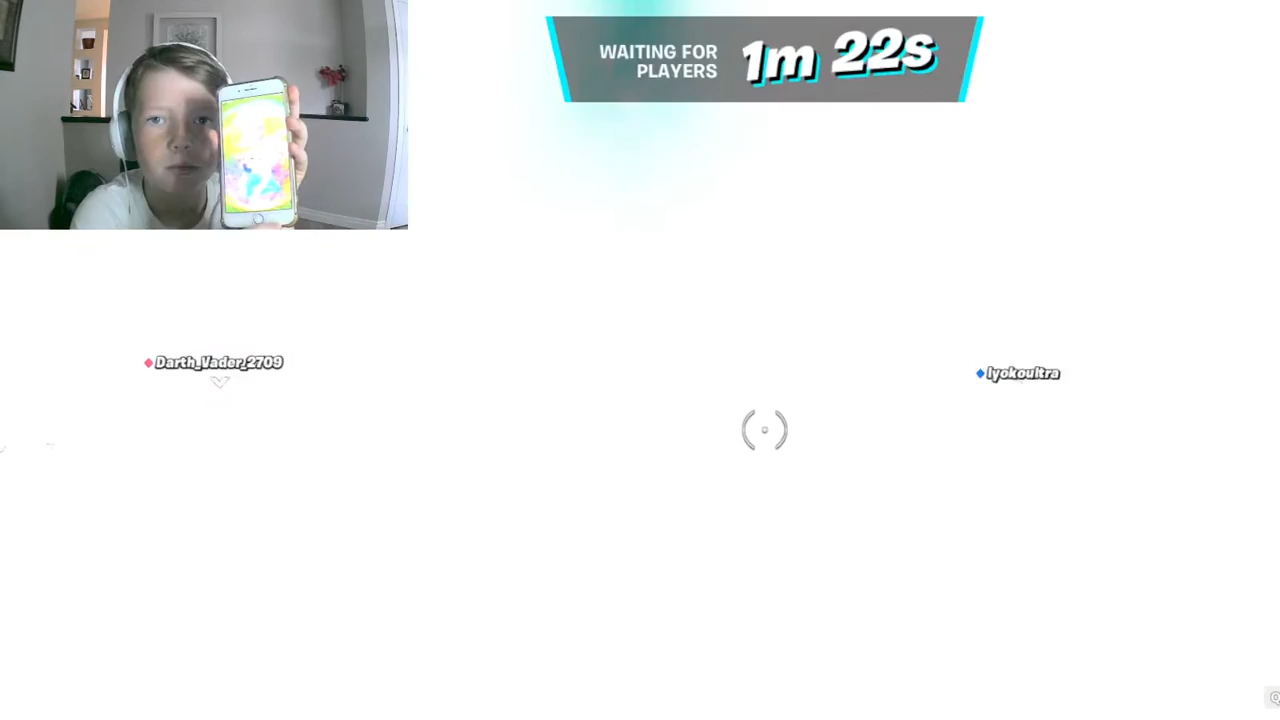 WAITING FOR
PLAYERS
1m 22s
Darth_Vader_2709
lyokoultra